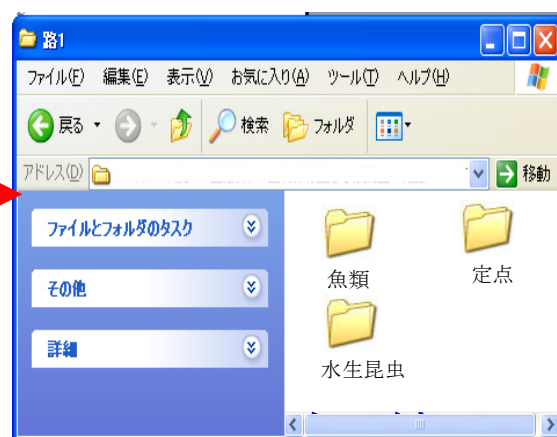 路1
ファイル(F) 編集(E) 表示(V) お気に入り(A) ツール(T) ヘルプ(H)
戻る 検索 フォルダ
アドレス(D) 移動
ファイルとフォルダのタスク
その他
詳細
魚類 定点
水生昆虫